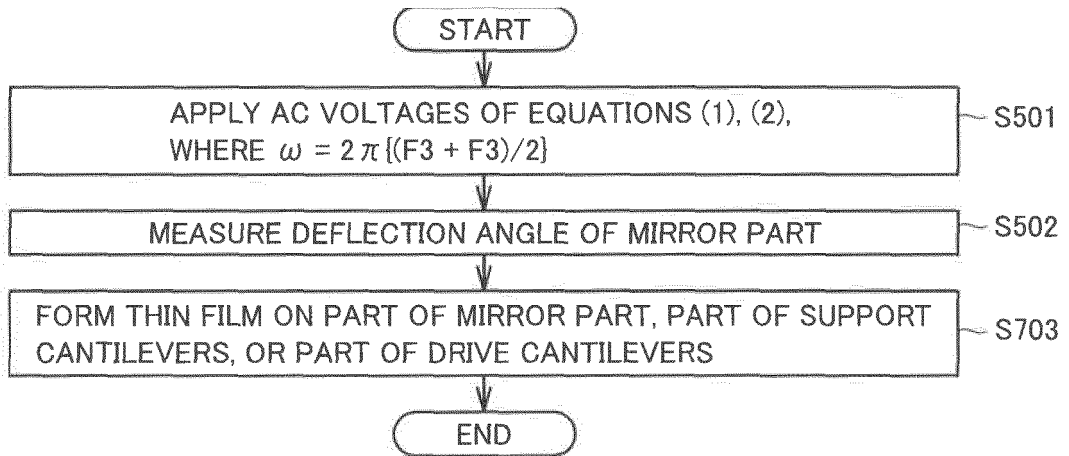 START
APPLY AC VOLTAGES OF EQUATIONS (1), (2),
WHERE ω = 2π{(F3 + F3)/2}
S501
MEASURE DEFLECTION ANGLE OF MIRROR PART
S502
FORM THIN FILM ON PART OF MIRROR PART, PART OF SUPPORT
CANTILEVERS, OR PART OF DRIVE CANTILEVERS
S703
END